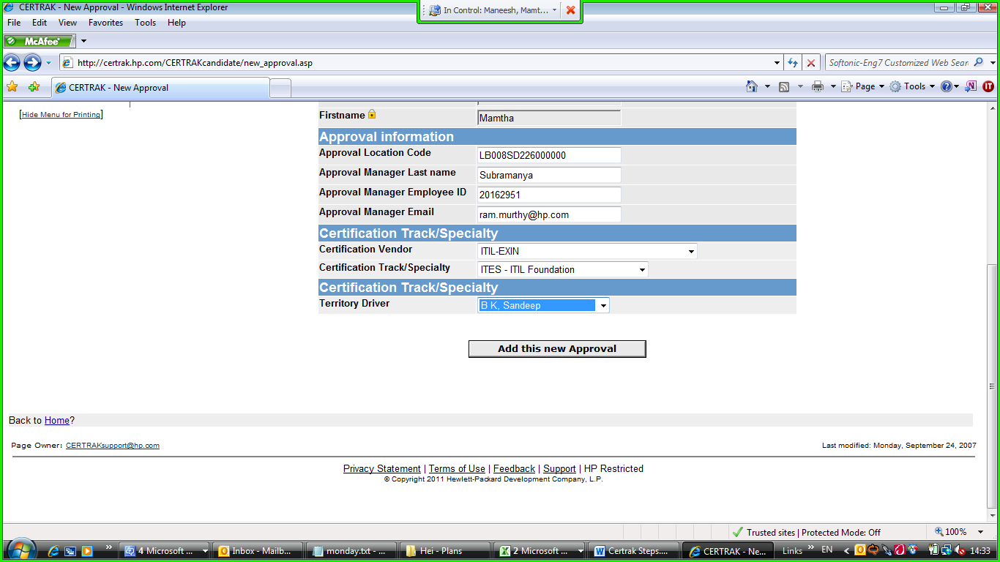 CERTRAK - New Approval - Windows Internet Explorer
In Control: Maneesh, Mamt...
File Edit View Favorites Tools Help
McAfee
http://certrak.hp.com/CERTRAKcandidate/new_approval.asp
Softonic-Eng7 Customized Web Sear
CERTRAK - New Approval
Page Tools
[Hide Menu for Printing]
Firstname Mamtha
Approval information
Approval Location Code LB008SD226000000
Approval Manager Last name Subramanya
Approval Manager Employee ID 20162951
Approval Manager Email ram.murthy@hp.com
Certification Track/Specialty
Certification Vendor ITIL-EXIN
Certification Track/Specialty ITES - ITIL Foundation
Certification Track/Specialty
Territory Driver B K, Sandeep
Add this new Approval
Back to Home?
Page Owner: CERTRAKsupport@hp.com Last modified: Monday, September 24, 2007
Privacy Statement | Terms of Use | Feedback | Support | HP Restricted
© Copyright 2011 Hewlett-Packard Development Company, L.P.
Trusted sites | Protected Mode: Off 100%
4 Microsoft ... Inbox - Mailb... monday.txt - ... Hei - Plans 2 Microsoft ... Certrak Steps.... CERTRAK - Ne... Links EN 14:33